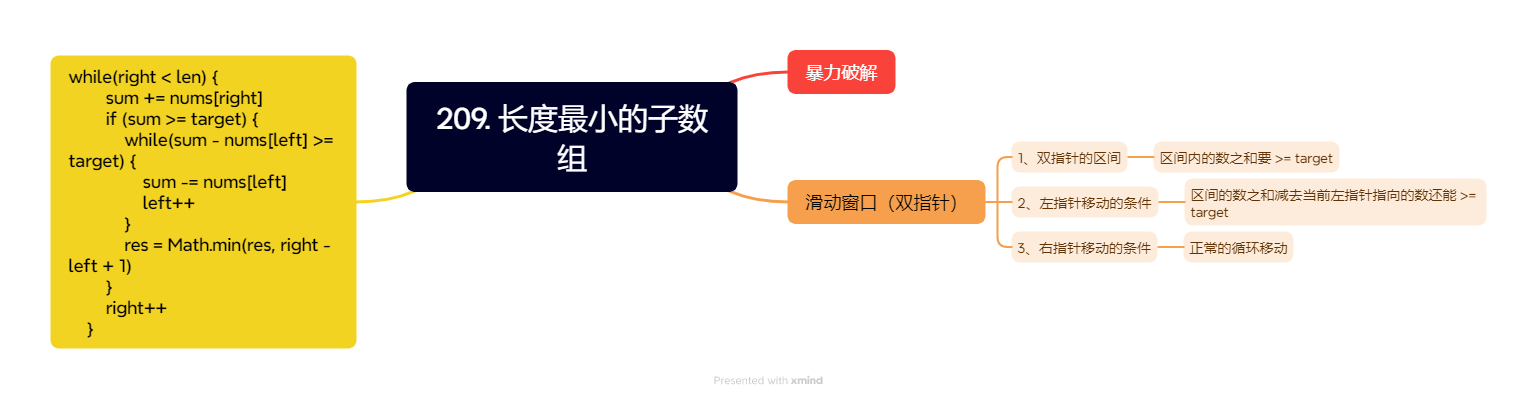 while(right < len) {
sum += nums[right]
if (sum >= target) {
while(sum - nums[left] >=
target) {
sum -= nums[left]
left++
}
res = Math.min(res, right -
left + 1)
}
right++
}
209. 长度最小的子数
组
暴力破解
滑动窗口（双指针）
1、双指针的区间
区间内的数之和要 >= target
2、左指针移动的条件
区间的数之和减去当前左指针指向的数还能 >=
target
3、右指针移动的条件
正常的循环移动
Presented with xmind